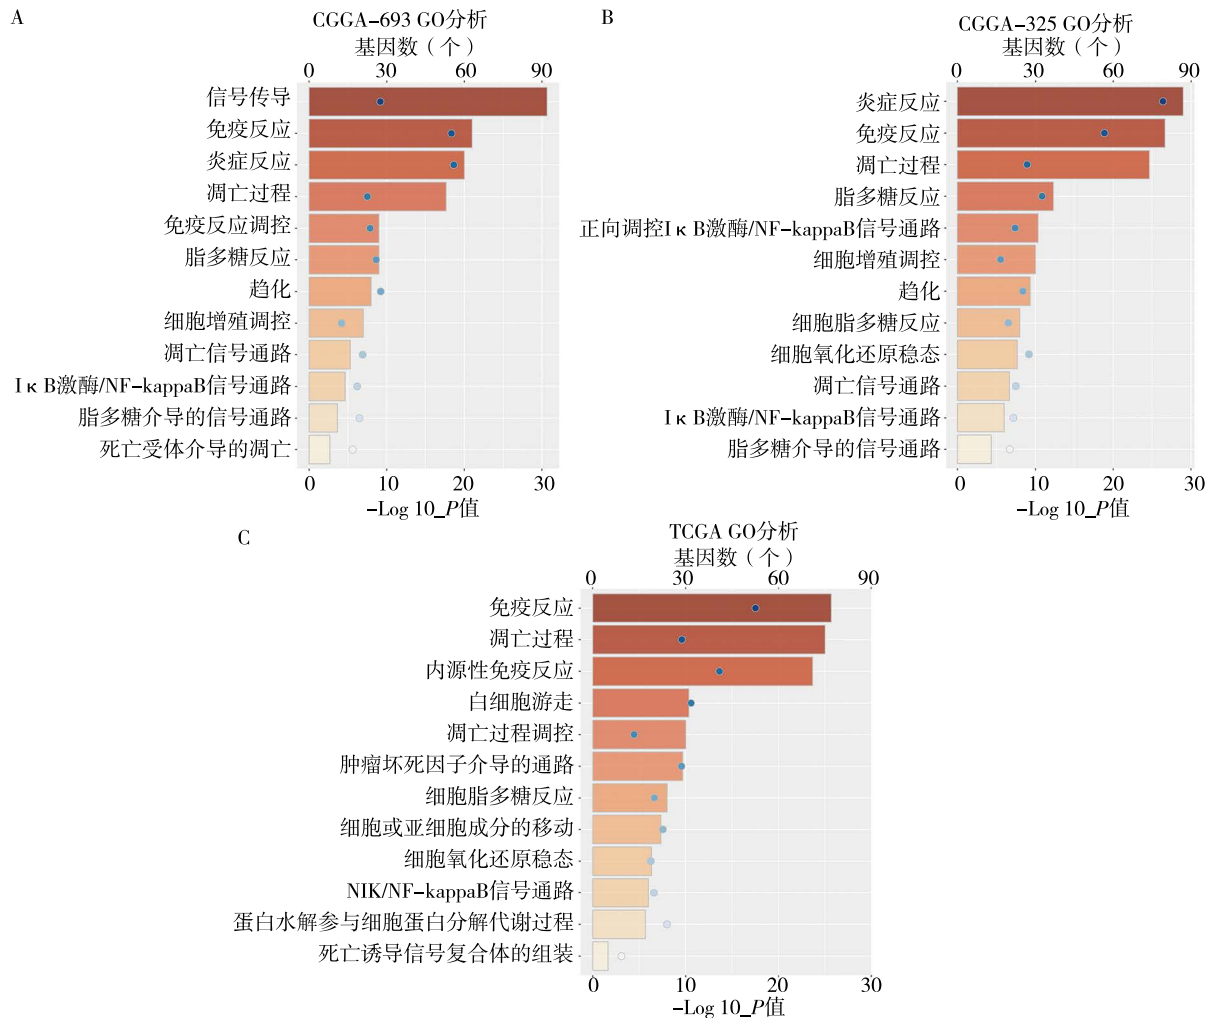 A
CGGA-693 GO分析
基因数（个）
0 30 60 90
信号传导
免疫反应
炎症反应
凋亡过程
免疫反应调控
脂多糖反应
趋化
细胞增殖调控
凋亡信号通路
Iκ B激酶/NF-kappaB信号通路
脂多糖介导的信号通路
死亡受体介导的凋亡
0 10 20 30
-Log 10_P值
B
CGGA-325 GO分析
基因数（个）
0 30 60 90
炎症反应
免疫反应
凋亡过程
脂多糖反应
正向调控Iκ B激酶/NF-kappaB信号通路
细胞增殖调控
趋化
细胞脂多糖反应
细胞氧化还原稳态
凋亡信号通路
Iκ B激酶/NF-kappaB信号通路
脂多糖介导的信号通路
0 10 20 30
-Log 10_P值
C
TCGA GO分析
基因数（个）
0 30 60 90
免疫反应
凋亡过程
内源性免疫反应
白细胞游走
凋亡过程调控
肿瘤坏死因子介导的通路
细胞脂多糖反应
细胞或亚细胞成分的移动
细胞氧化还原稳态
NIK/NF-kappaB信号通路
蛋白水解参与细胞蛋白分解代谢过程
死亡诱导信号复合体的组装
0 10 20 30
-Log 10_P值